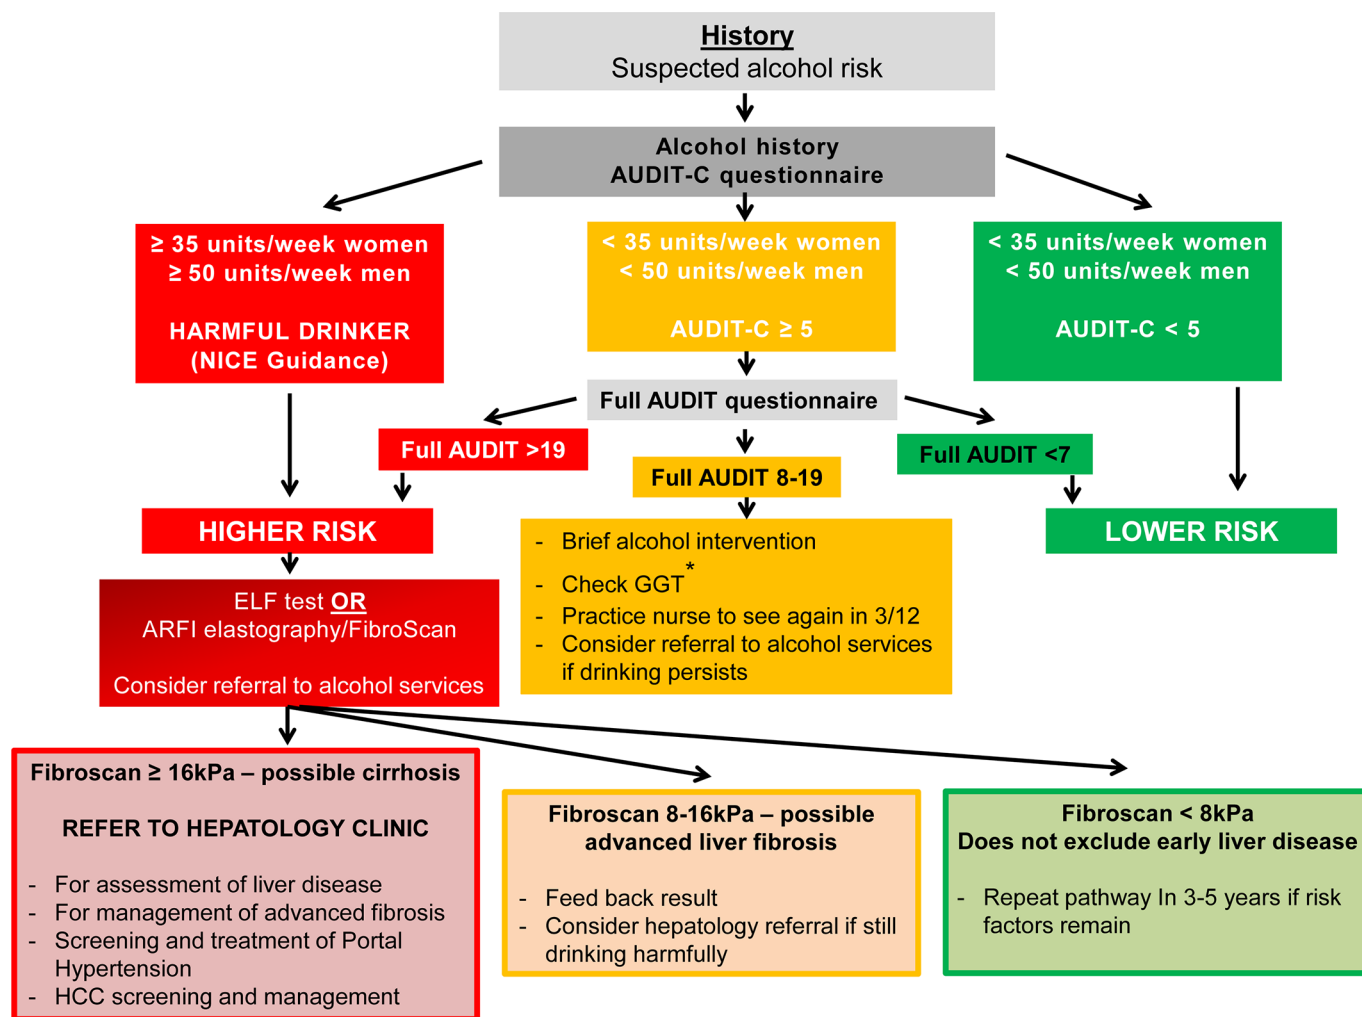 History
Suspected alcohol risk
Alcohol history
AUDIT-C questionnaire
≥ 35 units/week women
≥ 50 units/week men
HARMFUL DRINKER
(NICE Guidance)
< 35 units/week women
< 50 units/week men
AUDIT-C ≥ 5
< 35 units/week women
< 50 units/week men
AUDIT-C < 5
Full AUDIT questionnaire
Full AUDIT >19
Full AUDIT 8-19
Full AUDIT <7
HIGHER RISK
LOWER RISK
- Brief alcohol intervention
- Check GGT*
- Practice nurse to see again in 3/12
- Consider referral to alcohol services
if drinking persists
ELF test OR
ARFI elastography/FibroScan
Consider referral to alcohol services
Fibroscan ≥ 16kPa – possible cirrhosis
REFER TO HEPATOLOGY CLINIC
- For assessment of liver disease
- For management of advanced fibrosis
- Screening and treatment of Portal
Hypertension
- HCC screening and management
Fibroscan 8-16kPa – possible
advanced liver fibrosis
- Feed back result
- Consider hepatology referral if still
drinking harmfully
Fibroscan < 8kPa
Does not exclude early liver disease
- Repeat pathway In 3-5 years if risk
factors remain